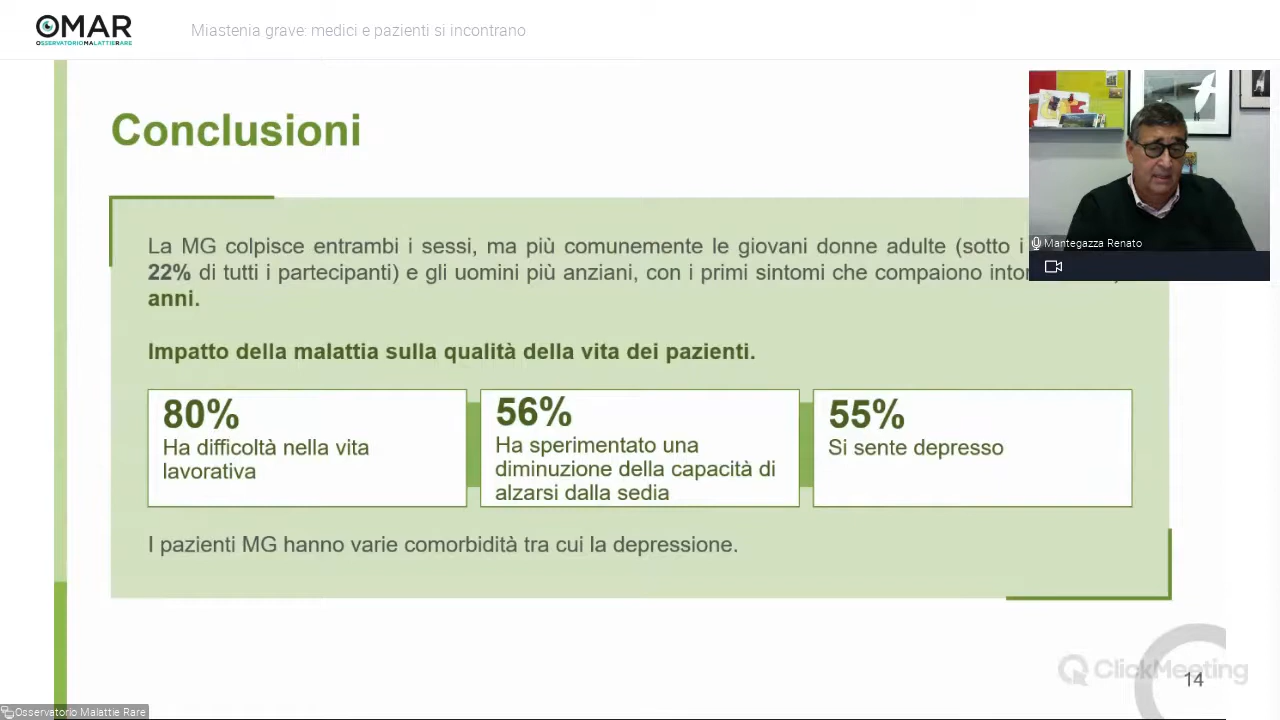 OMAR
OSSERVATORIOMALATTIERARE
Miastenia grave: medici e pazienti si incontrano
Conclusioni
La MG colpisce entrambi i sessi, ma più comunemente le giovani donne adulte (sotto i
22% di tutti i partecipanti) e gli uomini più anziani, con i primi sintomi che compaiono
anni.
Mantegazza Renato
Impatto della malattia sulla qualità della vita dei pazienti.
80%
Ha difficoltà nella vita
lavorativa
56%
Ha sperimentato una
diminuzione della capacità di
alzarsi dalla sedia
55%
Si sente depresso
I pazienti MG hanno varie comorbidità tra cui la depressione.
ClickMeeting
14
Osservatorio Malattie Rare